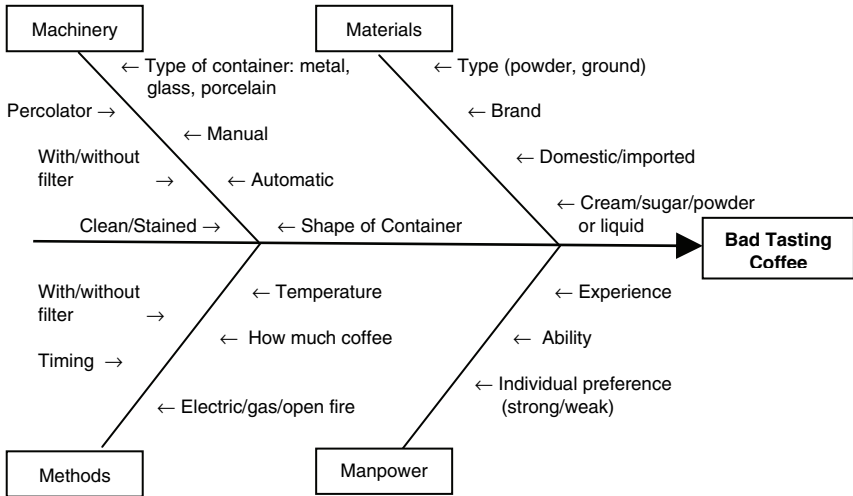 Machinery
Materials
← Type of container: metal,
glass, porcelain
← Type (powder, ground)
Percolator →
← Brand
← Manual
With/without
filter →
← Domestic/imported
← Automatic
← Cream/sugar/powder
or liquid
Clean/Stained →
← Shape of Container
Bad Tasting
Coffee
With/without
filter →
← Temperature
← Experience
← How much coffee
← Ability
Timing →
← Individual preference
(strong/weak)
← Electric/gas/open fire
Methods
Manpower